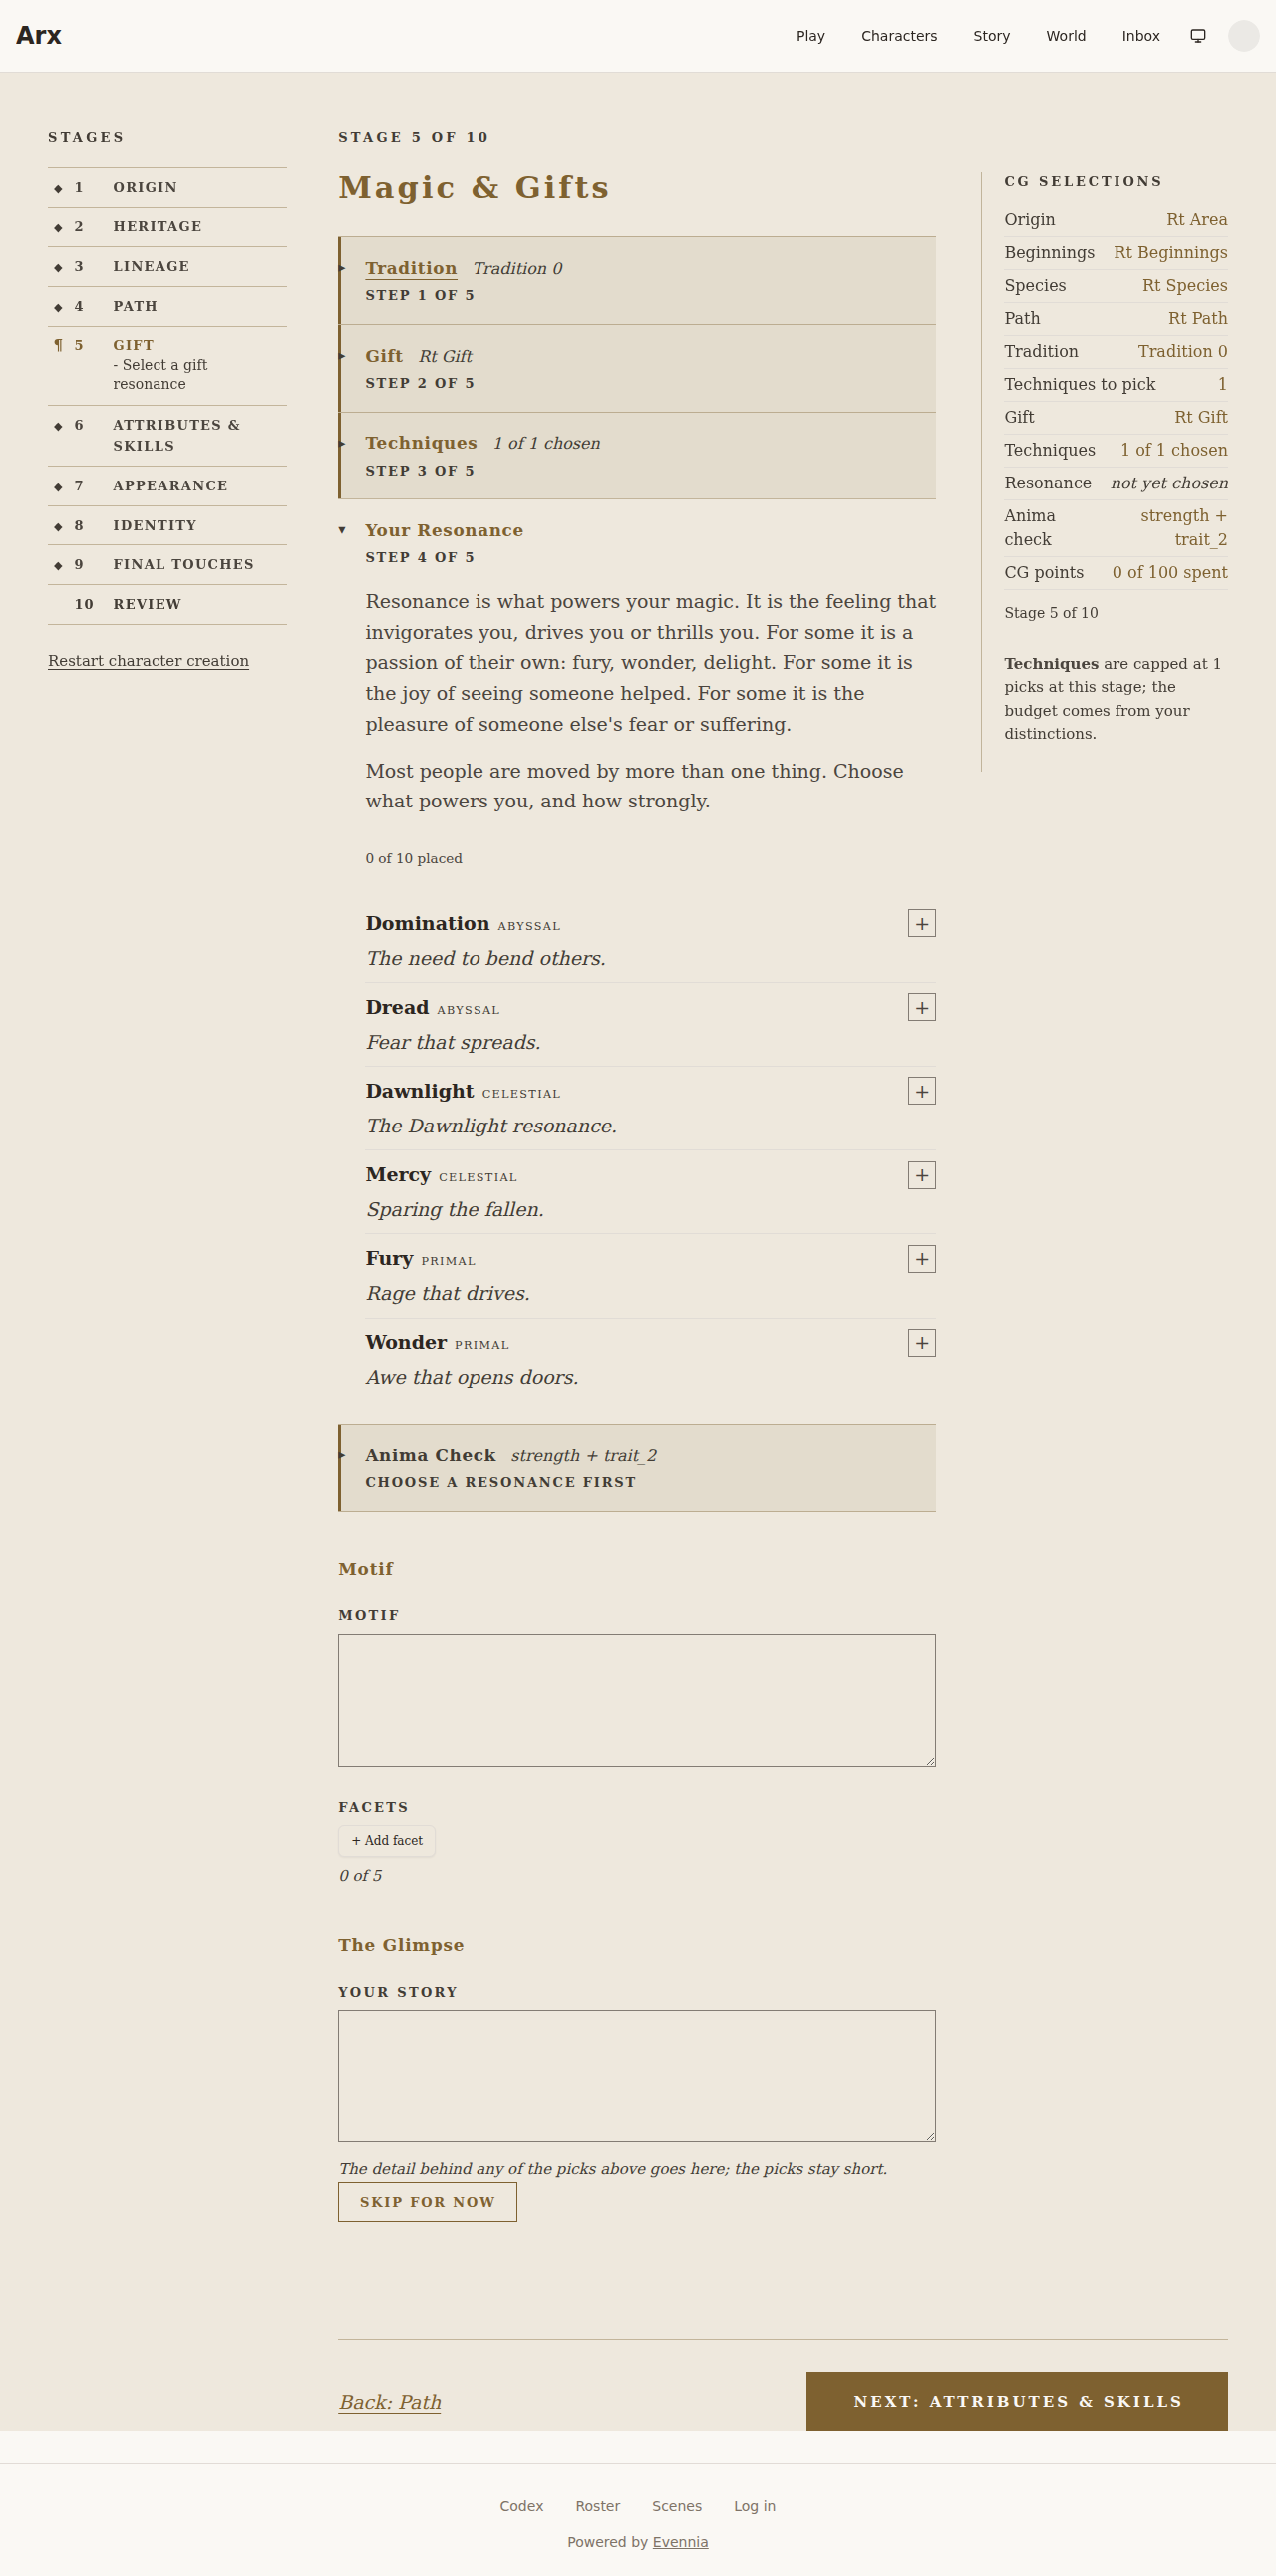 Arx
Play Characters Story World Inbox
STAGES
◆ 1 ORIGIN
◆ 2 HERITAGE
◆ 3 LINEAGE
◆ 4 PATH
¶ 5 GIFT
- Select a gift
resonance
◆ 6 ATTRIBUTES &
SKILLS
◆ 7 APPEARANCE
◆ 8 IDENTITY
◆ 9 FINAL TOUCHES
10 REVIEW
Restart character creation
STAGE 5 OF 10
Magic & Gifts
▸ Tradition Tradition 0
STEP 1 OF 5
▸ Gift Rt Gift
STEP 2 OF 5
▸ Techniques 1 of 1 chosen
STEP 3 OF 5
▾ Your Resonance
STEP 4 OF 5
Resonance is what powers your magic. It is the feeling that
invigorates you, drives you or thrills you. For some it is a
passion of their own: fury, wonder, delight. For some it is
the joy of seeing someone helped. For some it is the
pleasure of someone else's fear or suffering.
Most people are moved by more than one thing. Choose
what powers you, and how strongly.
0 of 10 placed
Domination ABYSSAL +
The need to bend others.
Dread ABYSSAL +
Fear that spreads.
Dawnlight CELESTIAL +
The Dawnlight resonance.
Mercy CELESTIAL +
Sparing the fallen.
Fury PRIMAL +
Rage that drives.
Wonder PRIMAL +
Awe that opens doors.
▸ Anima Check strength + trait_2
CHOOSE A RESONANCE FIRST
Motif
MOTIF
FACETS
+ Add facet
0 of 5
The Glimpse
YOUR STORY
The detail behind any of the picks above goes here; the picks stay short.
SKIP FOR NOW
CG SELECTIONS
Origin Rt Area
Beginnings Rt Beginnings
Species Rt Species
Path Rt Path
Tradition Tradition 0
Techniques to pick 1
Gift Rt Gift
Techniques 1 of 1 chosen
Resonance not yet chosen
Anima strength +
check trait_2
CG points 0 of 100 spent
Stage 5 of 10
Techniques are capped at 1
picks at this stage; the
budget comes from your
distinctions.
Back: Path
NEXT: ATTRIBUTES & SKILLS
Codex Roster Scenes Log in
Powered by Evennia